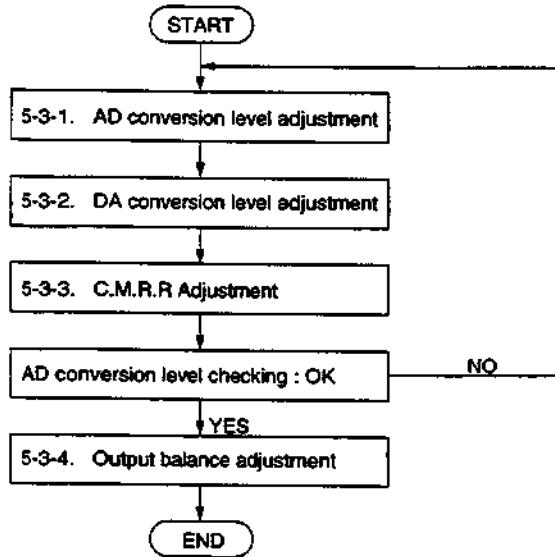 START
5-3-1. AD conversion level adjustment
5-3-2. DA conversion level adjustment
5-3-3. C.M.R.R Adjustment
AD conversion level checking : OK
NO
YES
5-3-4. Output balance adjustment
END